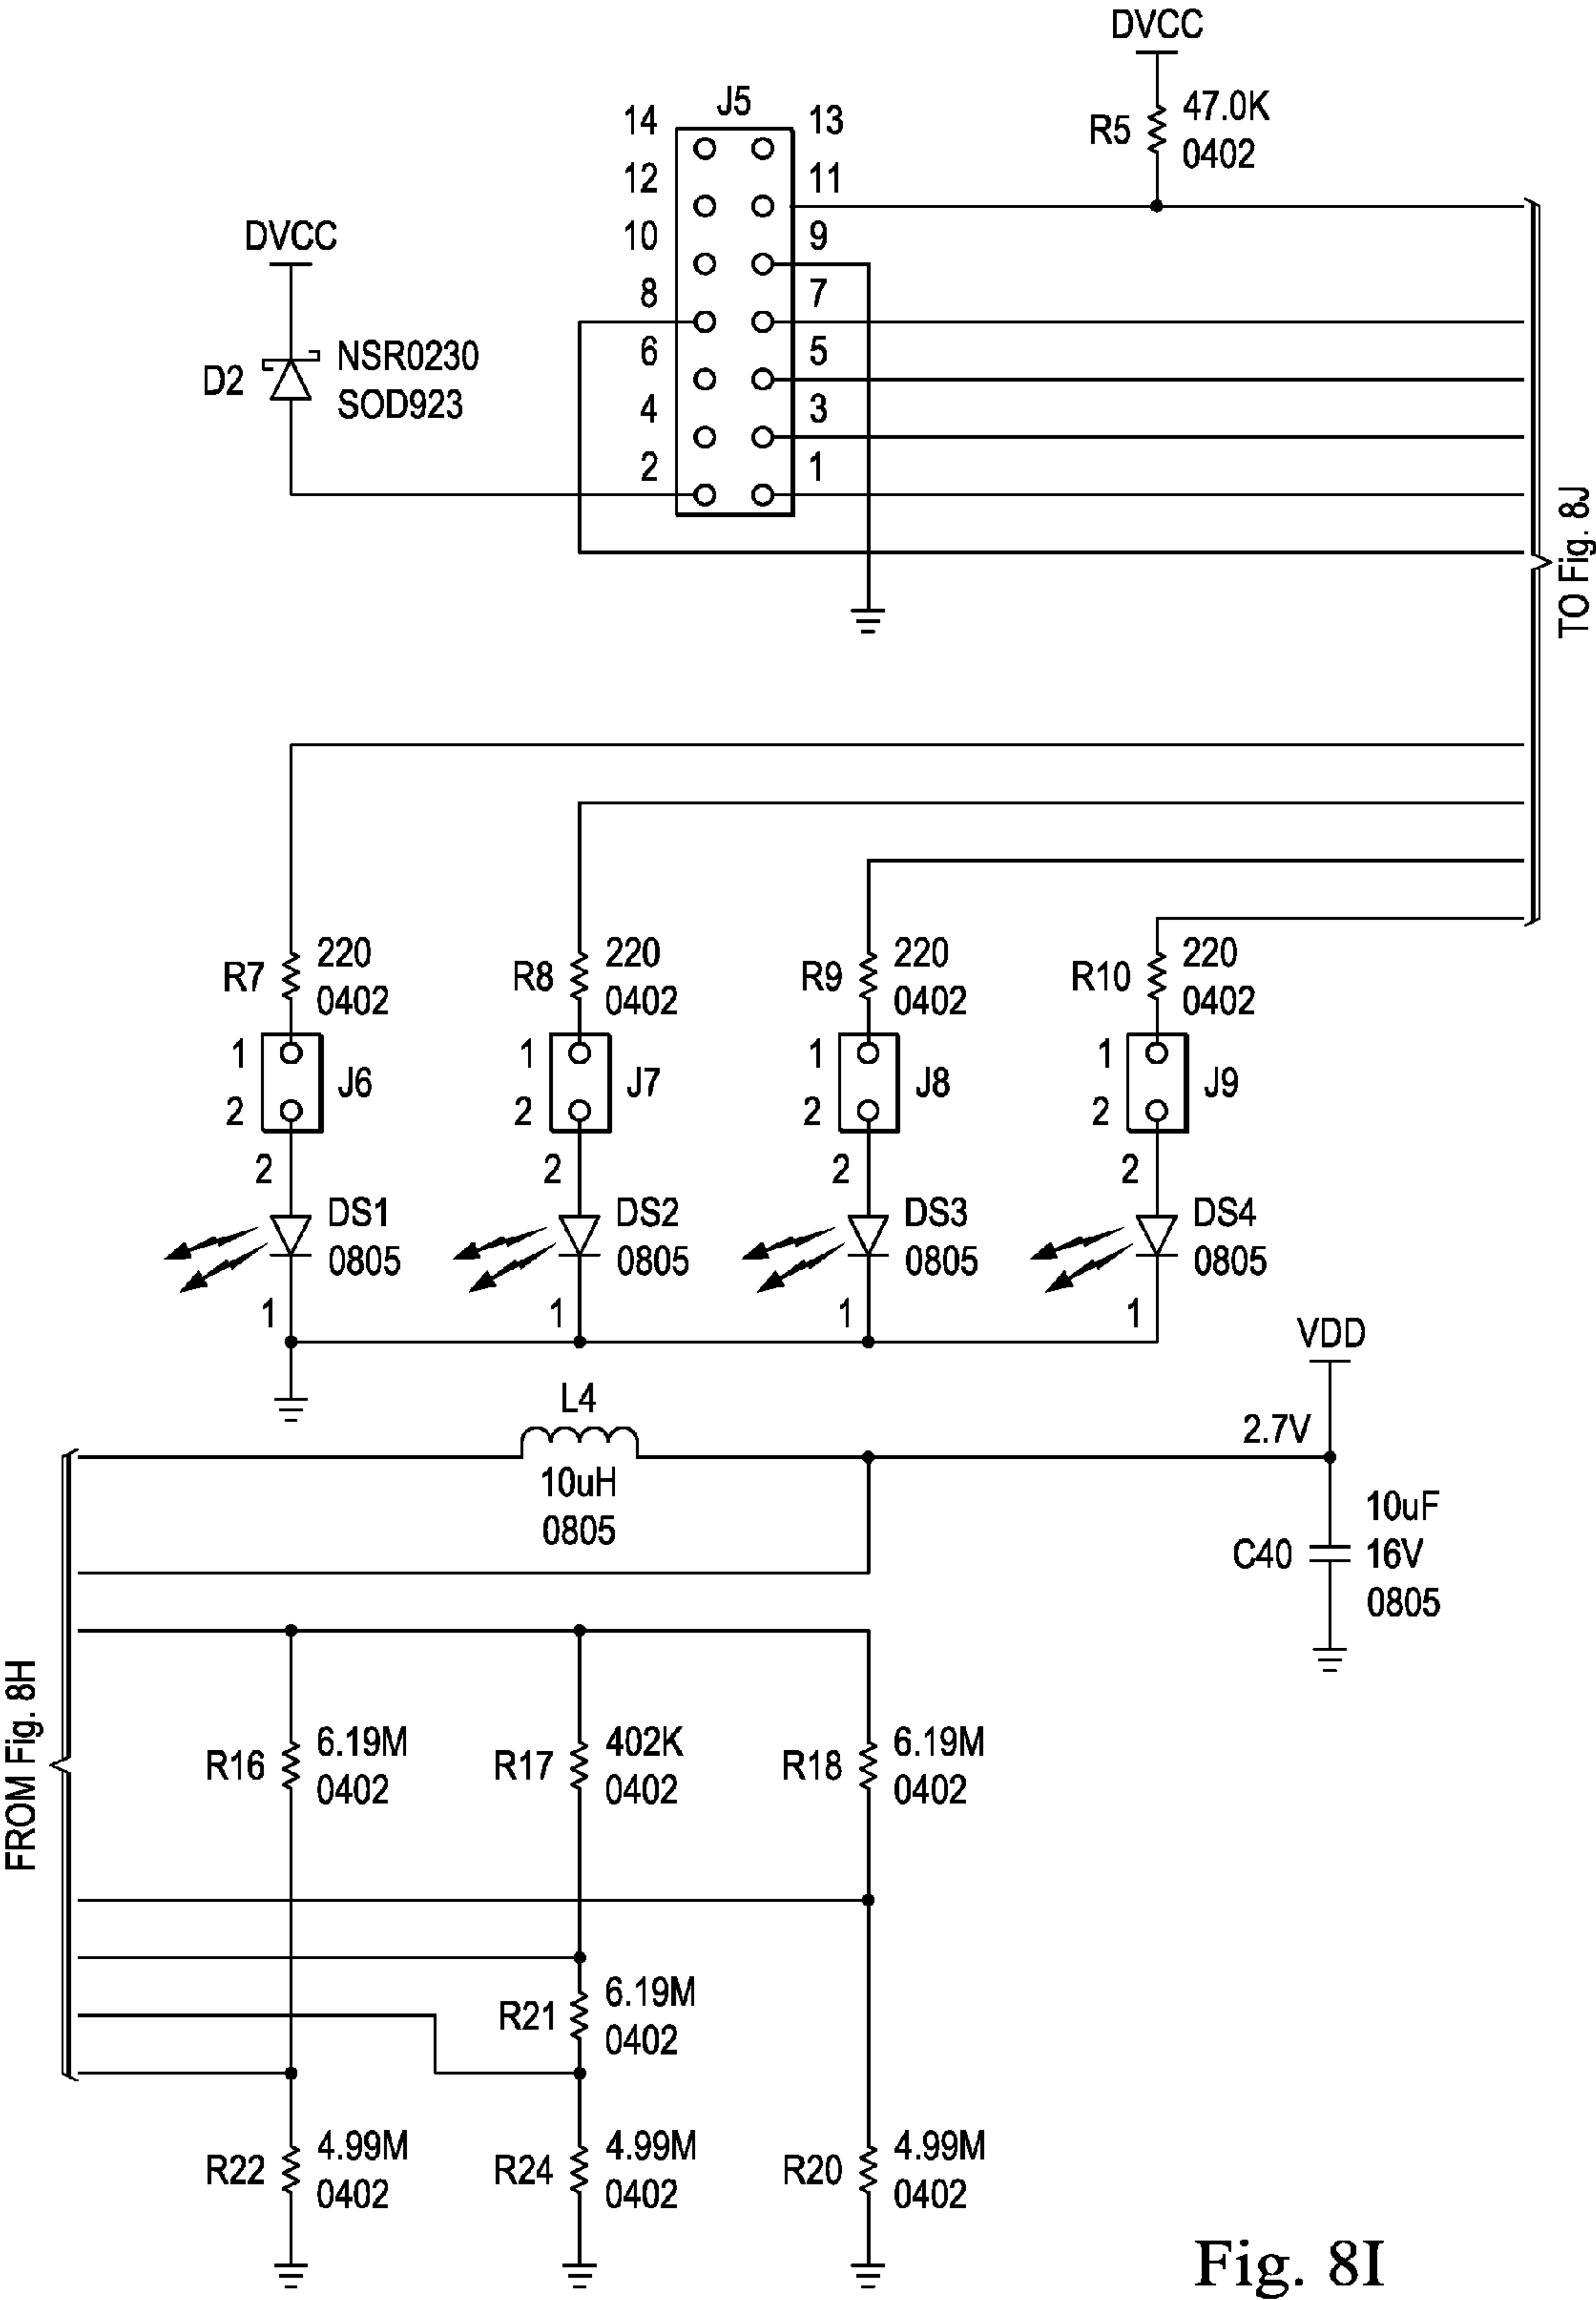 DVCC
R5
47.0K
0402
J5
14 13
12 11
10 9
8 7
6 5
4 3
2 1
DVCC
D2
NSR0230
SOD923
TO Fig. 8J
R7
220
0402
R8
220
0402
R9
220
0402
R10
220
0402
1
2
J6
1
2
J7
1
2
J8
1
2
J9
2
DS1
0805
1
2
DS2
0805
1
2
DS3
0805
1
2
DS4
0805
1
VDD
2.7V
L4
10uH
0805
C40
10uF
16V
0805
FROM Fig. 8H
R16
6.19M
0402
R17
402K
0402
R18
6.19M
0402
R21
6.19M
0402
R22
4.99M
0402
R24
4.99M
0402
R20
4.99M
0402
Fig. 8I